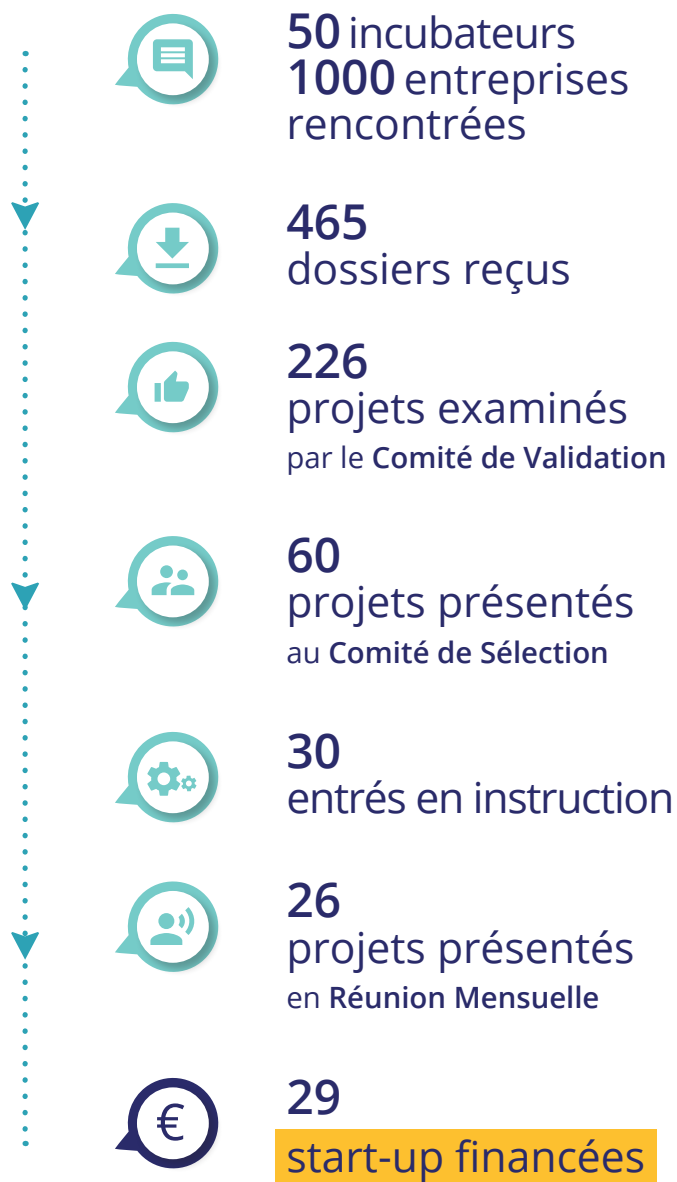 50 incubateurs
1000 entreprises
rencontrées
465
dossiers reçus
226
projets examinés
par le Comité de Validation
60
projets présentés
au Comité de Sélection
30
entrés en instruction
26
projets présentés
en Réunion Mensuelle
€
29
start-up financées